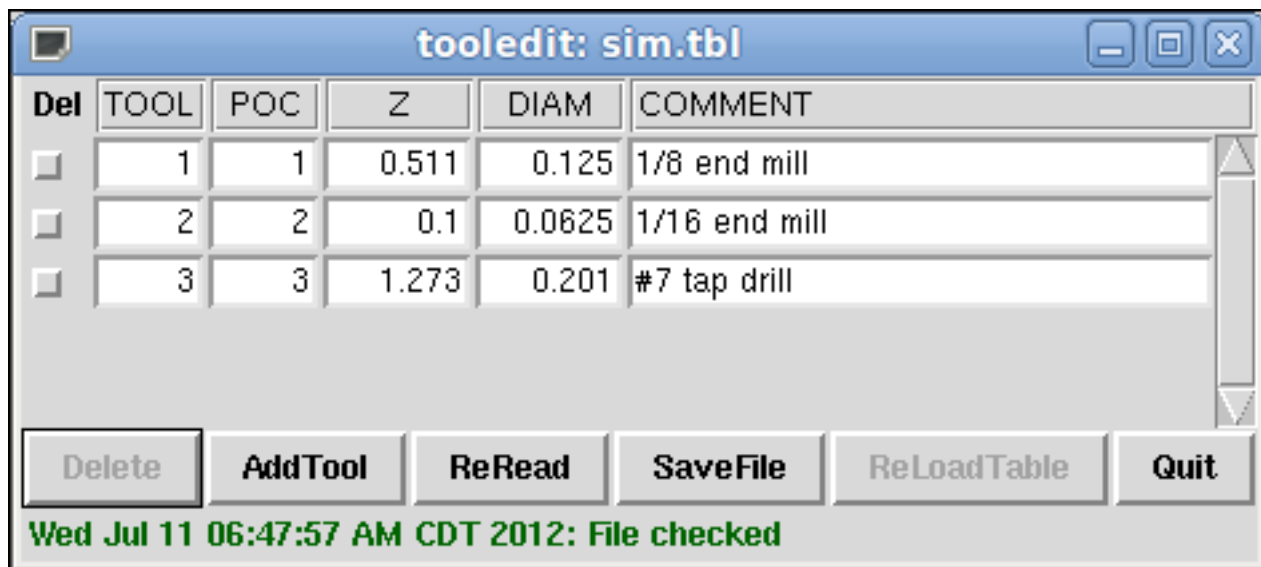 tooledit: sim.tbl
Del TOOL POC Z DIAM COMMENT
1 1 0.511 0.125 1/8 end mill
2 2 0.1 0.0625 1/16 end mill
3 3 1.273 0.201 #7 tap drill
Delete AddTool ReRead SaveFile ReLoadTable Quit
Wed Jul 11 06:47:57 AM CDT 2012: File checked